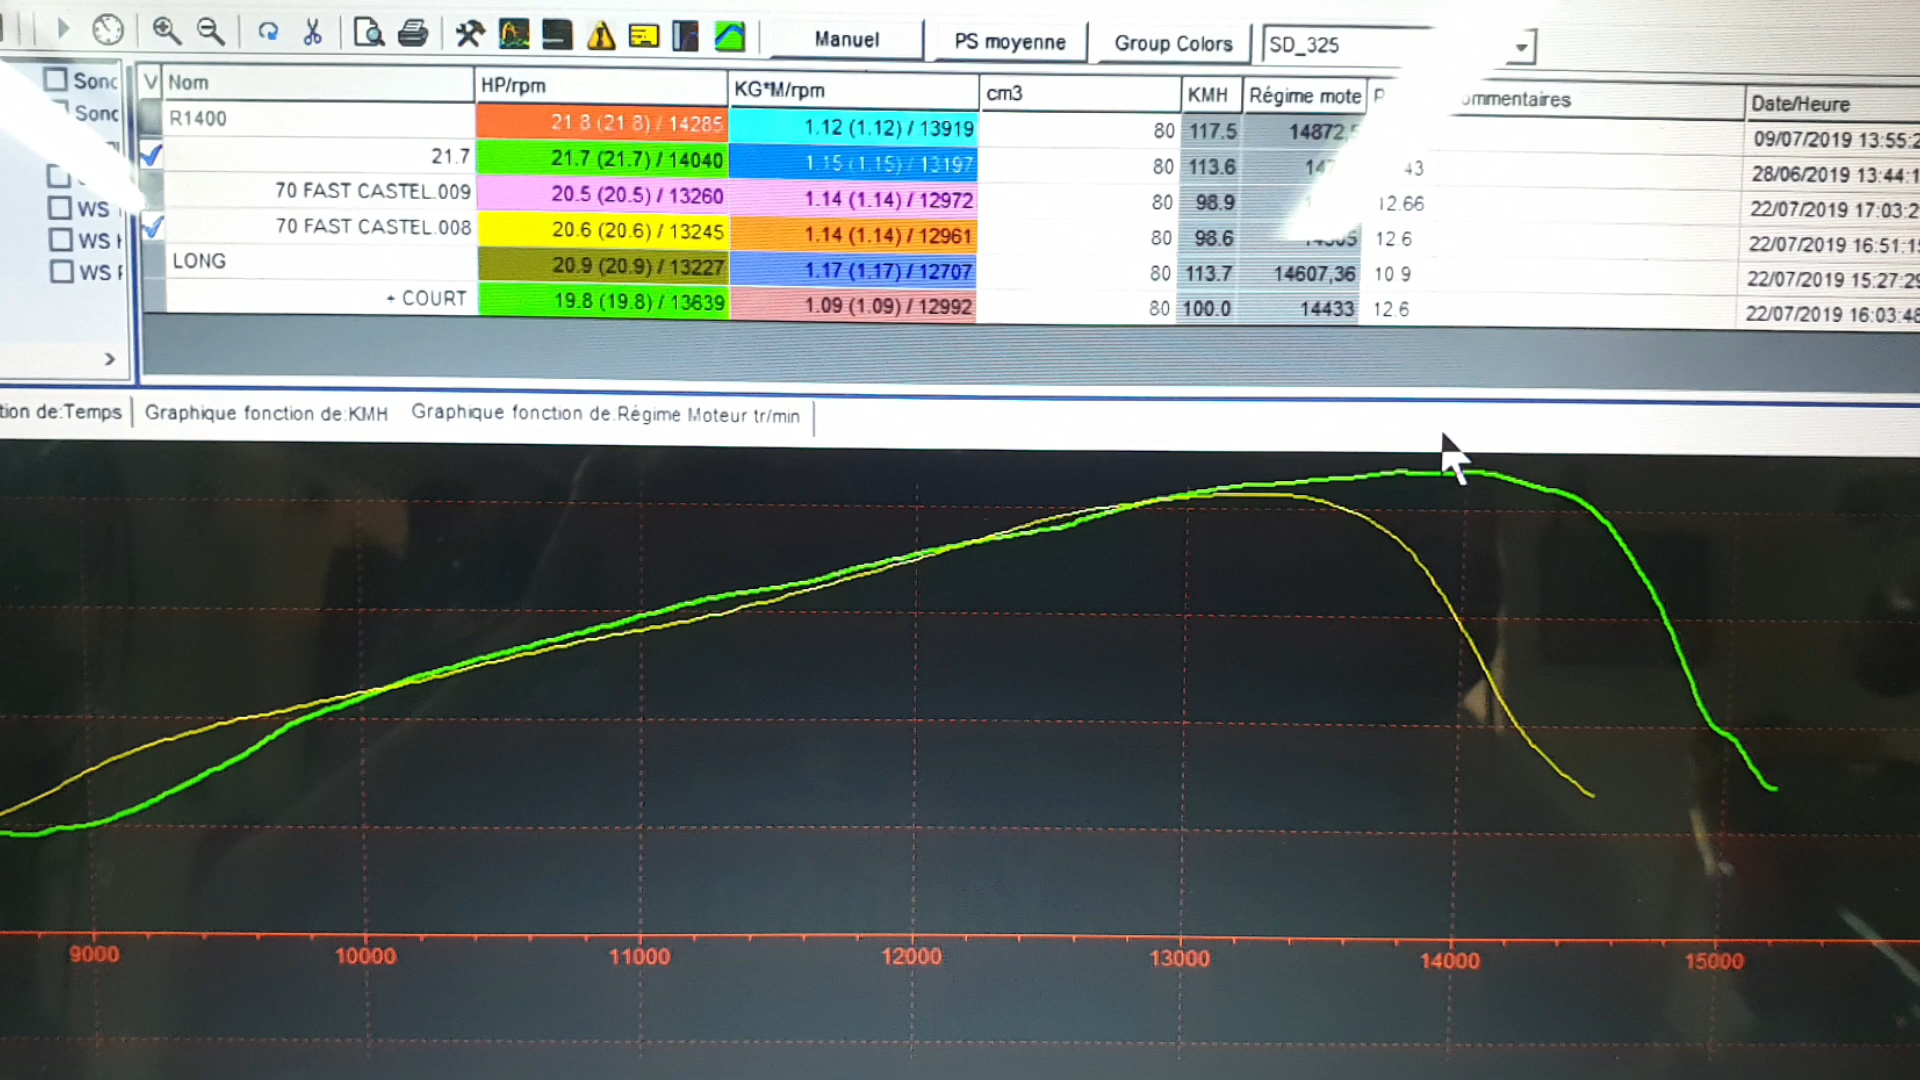 Manuel PS moyenne Group Colors SD_325
Sonc
Sonc
WS
WS
WS
V Nom HP/rpm KG*M/rpm cm3 KMH Régime mote ommentaires Date/Heure
R1400 21.8 (21.8) / 14285 1.12 (1.12) / 13919 80 117.5 14872, 09/07/2019 13:55:2
21.7 21.7 (21.7) / 14040 1.15 (1.15) / 13197 80 113.6 43 28/06/2019 13:44:1
70 FAST CASTEL.009 20.5 (20.5) / 13260 1.14 (1.14) / 12972 80 98.9 12.66 22/07/2019 17:03:2
70 FAST CASTEL.008 20.6 (20.6) / 13245 1.14 (1.14) / 12961 80 98.6 12.6 22/07/2019 16:51:1
LONG 20.9 (20.9) / 13227 1.17 (1.17) / 12707 80 113.7 14607,36 10.9 22/07/2019 15:27:29
+ COURT 19.8 (19.8) / 13639 1.09 (1.09) / 12992 80 100.0 14433 12.6 22/07/2019 16:03:48
tion de:Temps Graphique fonction de:KMH Graphique fonction de:Régime Moteur tr/min
9000 10000 11000 12000 13000 14000 15000